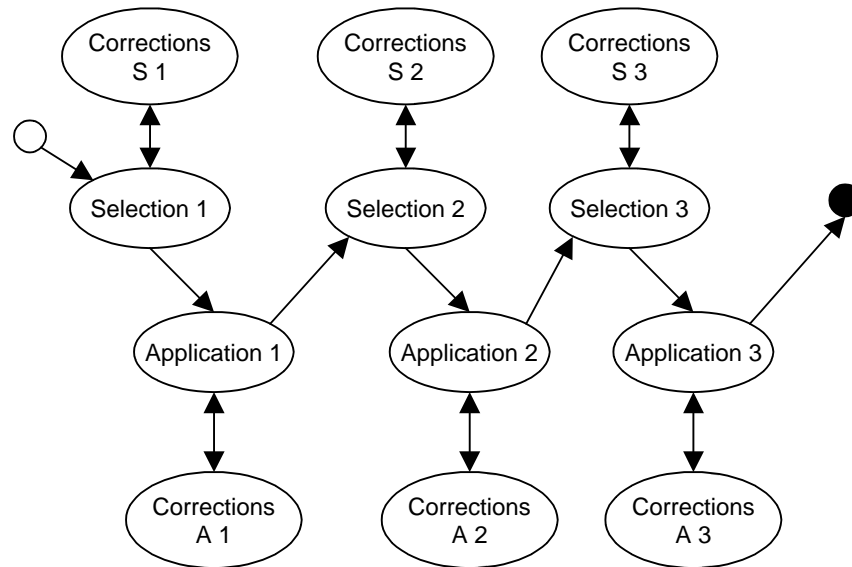 Corrections
S 1
Corrections
S 2
Corrections
S 3
Selection 1
Selection 2
Selection 3
Application 1
Application 2
Application 3
Corrections
A 1
Corrections
A 2
Corrections
A 3